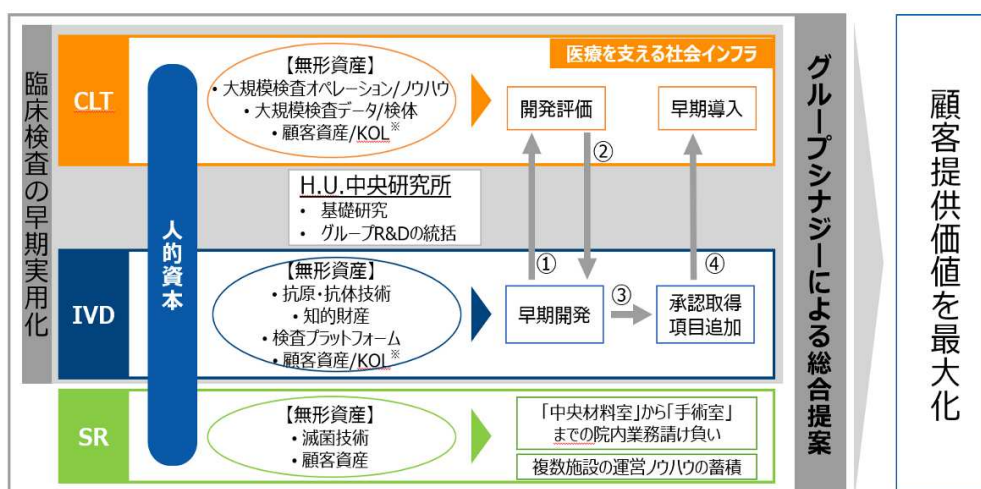 臨床検査の早期実用化
人的資本
CLT
【無形資産】
• 大規模検査オペレーション/ノウハウ
• 大規模検査データ/検体
• 顧客資産/KOL※
医療を支える社会インフラ
開発評価
早期導入
②
H.U.中央研究所
• 基礎研究
• グループR&Dの統括
①
④
IVD
【無形資産】
• 抗原・抗体技術
• 知的財産
• 検査プラットフォーム
• 顧客資産/KOL※
早期開発
③
承認取得
項目追加
SR
【無形資産】
• 滅菌技術
• 顧客資産
「中央材料室」から「手術室」
までの院内業務請け負い
複数施設の運営ノウハウの蓄積
グループシナジーによる総合提案
顧客提供価値を最大化